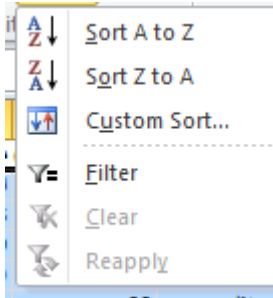 Sort A to Z
Sort Z to A
Custom Sort...
Filter
Clear
Reapply